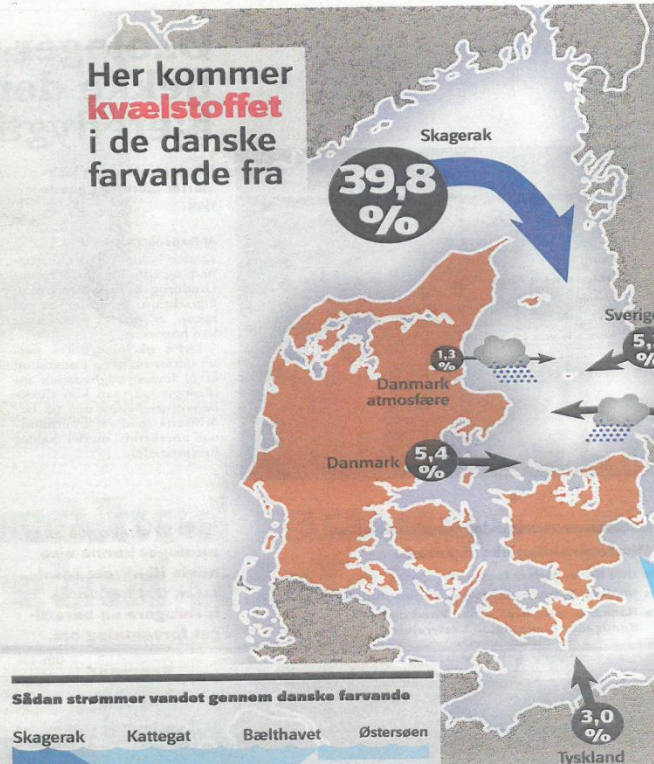 Her kommer
kvælstoffet
i de danske
farvande fra
Skagerak
39,8
%
Sverige
1,3
%
Danmark
atmosfære
Danmark
5,4
%
Sådan strømmer vandet gennem danske farvande
Skagerak Kattegat Bælthavet Østersøen
3,0
%
Tyskland